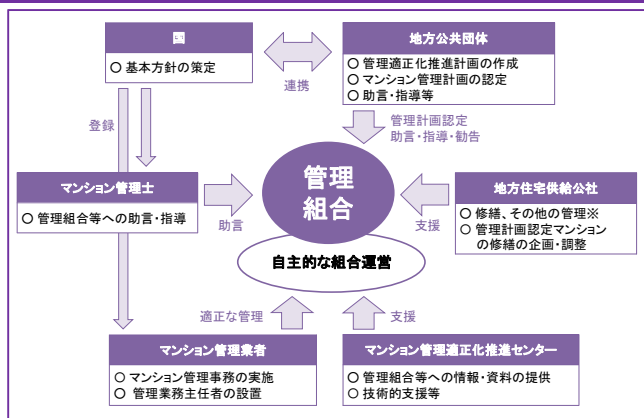 国
○ 基本方針の策定
連携
地方公共団体
○ 管理適正化推進計画の作成
○ マンション管理計画の認定
○ 助言・指導等
登録
管理計画認定
助言・指導・勧告
マンション管理士
○ 管理組合等への助言・指導
助言
管理
組合
自主的な組合運営
支援
地方住宅供給公社
○ 修繕、その他の管理※
○ 管理計画認定マンション
の修繕の企画・調整
適正な管理
支援
マンション管理業者
○ マンション管理事務の実施
○ 管理業務主任者の設置
マンション管理適正化推進センター
○ 管理組合等への情報・資料の提供
○ 技術的支援等